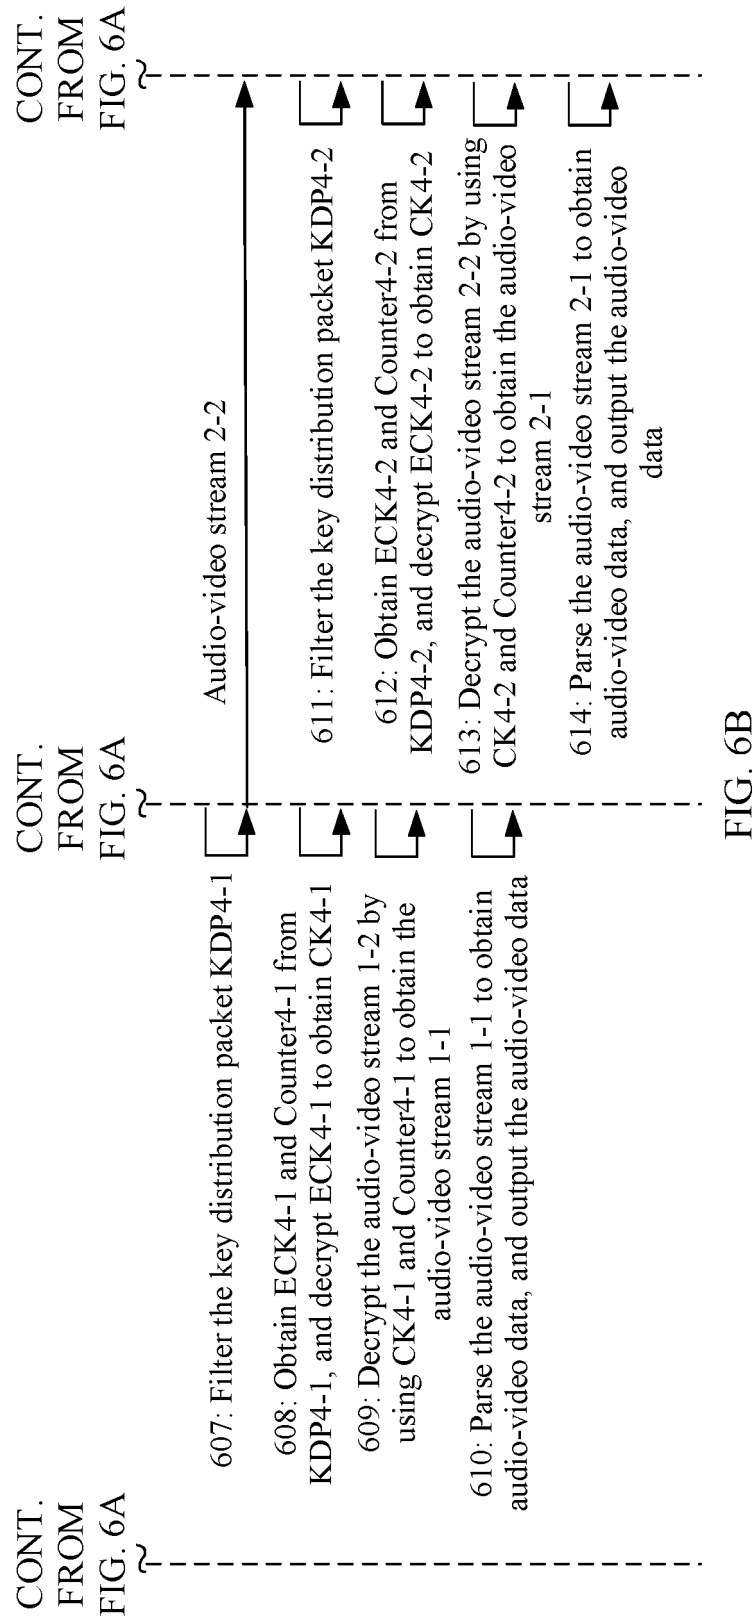 CONT.
FROM
FIG. 6A
CONT.
FROM
FIG. 6A
CONT.
FROM
FIG. 6A
607: Filter the key distribution packet KDP4-1
Audio-video stream 2-2
608: Obtain ECK4-1 and Counter4-1 from
KDP4-1, and decrypt ECK4-1 to obtain CK4-1
609: Decrypt the audio-video stream 1-2 by
using CK4-1 and Counter4-1 to obtain the
audio-video stream 1-1
610: Parse the audio-video stream 1-1 to obtain
audio-video data, and output the audio-video data
611: Filter the key distribution packet KDP4-2
612: Obtain ECK4-2 and Counter4-2 from
KDP4-2, and decrypt ECK4-2 to obtain CK4-2
613: Decrypt the audio-video stream 2-2 by using
CK4-2 and Counter4-2 to obtain the audio-video
stream 2-1
614: Parse the audio-video stream 2-1 to obtain
audio-video data, and output the audio-video
data
FIG. 6B